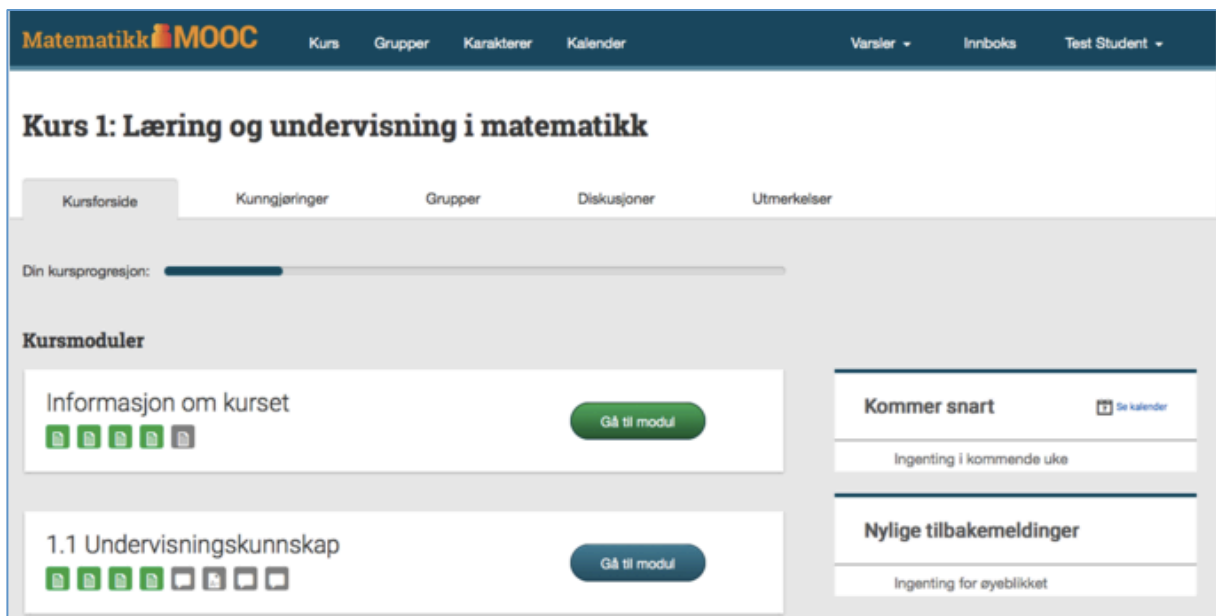 Matematikk MOOC Kurs Grupper Karakterer Kalender Varsler Innboks Test Student
Kurs 1: Læring og undervisning i matematikk
Kursforside Kunngjøringer Grupper Diskusjoner Utmerkelser
Din kursprogresjon:
Kursmoduler
Informasjon om kurset
Gå til modul
1.1 Undervisningskunnskap
Gå til modul
Kommer snart Se kalender
Ingenting i kommende uke
Nylige tilbakemeldinger
Ingenting for øyeblikket